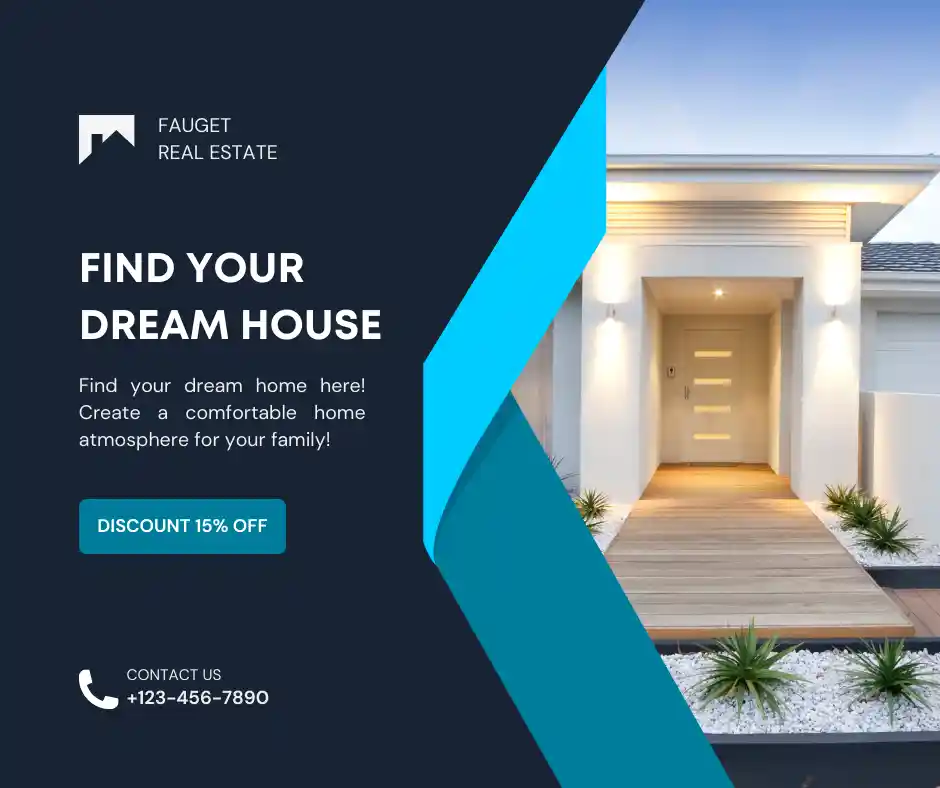 FAUGET
REAL ESTATE
FIND YOUR
DREAM HOUSE
Find your dream home here!
Create a comfortable home
atmosphere for your family!
DISCOUNT 15% OFF
CONTACT US
+123-456-7890